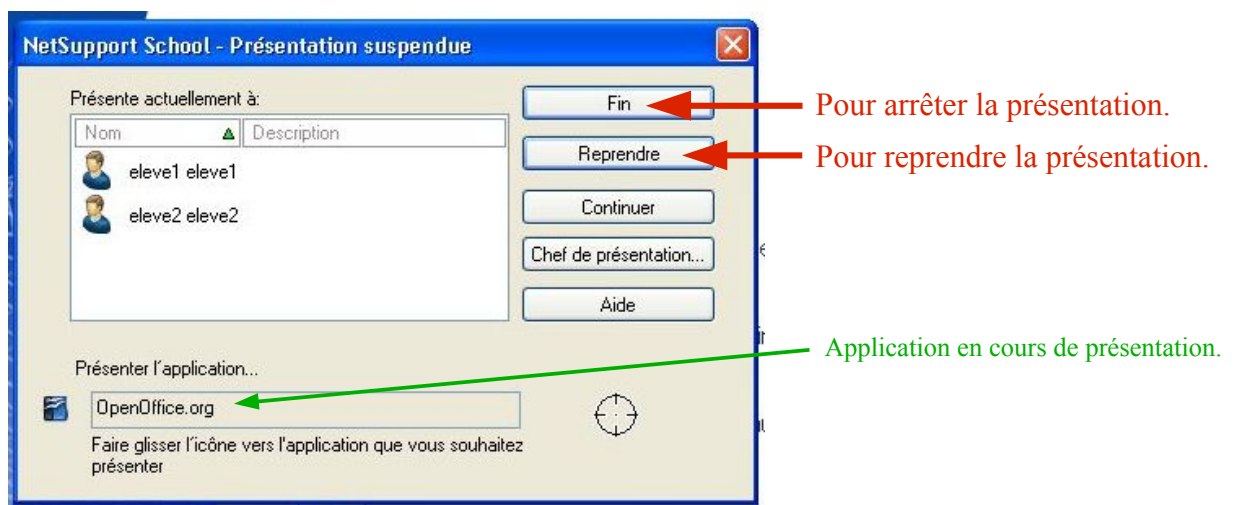 NetSupport School - Présentation suspendue
Présente actuellement à:
Nom Description
eleve1 eleve1
eleve2 eleve2
Fin
Reprendre
Continuer
Chef de présentation...
Aide
Pour arrêter la présentation.
Pour reprendre la présentation.
Application en cours de présentation.
Présenter l'application...
OpenOffice.org
Faire glisser l'icône vers l'application que vous souhaitez
présenter